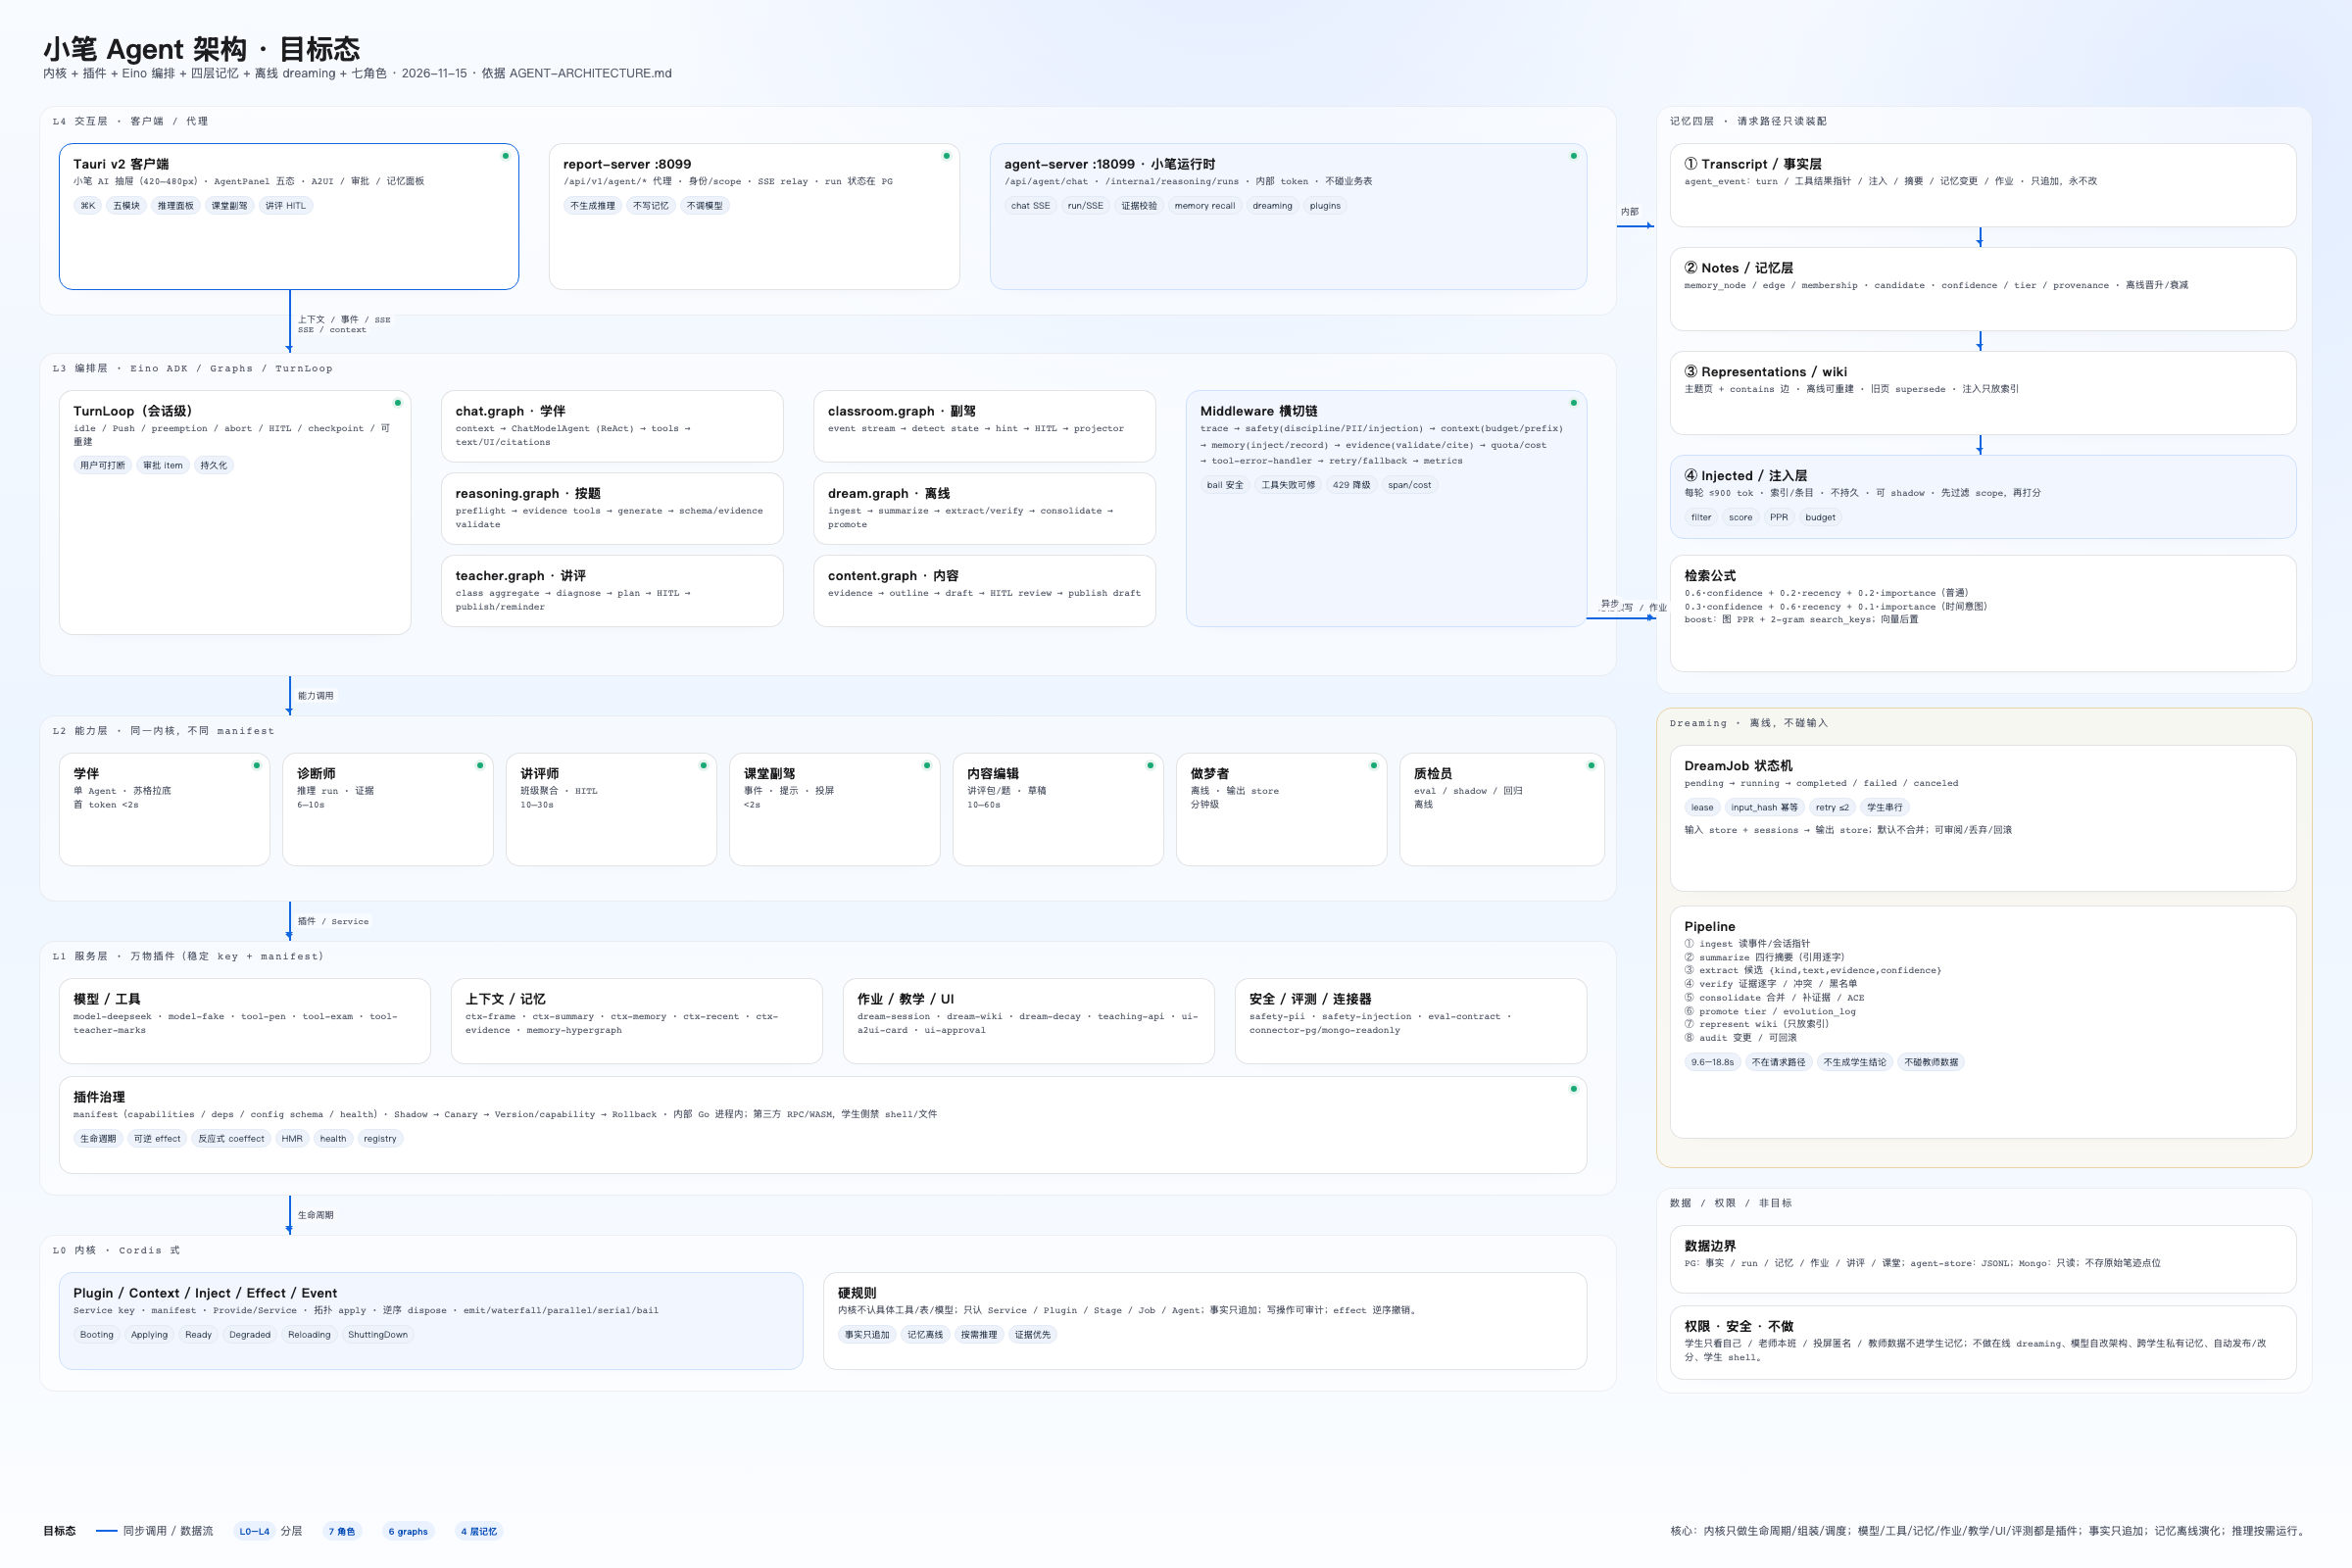 小笔 Agent 架构 · 目标态
内核 + 插件 + Eino 编排 + 四层记忆 + 离线 dreaming + 七角色 · 2026-11-15 · 依据 AGENT-ARCHITECTURE.md
L4 交互层 · 客户端 / 代理
Tauri v2 客户端
小笔 AI 抽屉（420—480px）· AgentPanel 五态 · A2UI / 审批 / 记忆面板
⌘K 五模块 推理面板 课堂副驾 讲评 HITL
report-server :8099
/api/v1/agent/* 代理 · 身份/scope · SSE relay · run 状态在 PG
不生成推理 不写记忆 不调模型
agent-server :18099 · 小笔运行时
/api/agent/chat · /internal/reasoning/runs · 内部 token · 不碰业务表
chat SSE run/SSE 证据校验 memory recall dreaming plugins
内部
上下文 / 事件 / SSE
SSE / context
L3 编排层 · Eino ADK / Graphs / TurnLoop
TurnLoop（会话级）
idle / Push / preemption / abort / HITL / checkpoint / 可
重建
用户可打断 审批 item 持久化
chat.graph · 学伴
context → ChatModelAgent (ReAct) → tools →
text/UI/citations
classroom.graph · 副驾
event stream → detect state → hint → HITL → projector
reasoning.graph · 按题
preflight → evidence tools → generate → schema/evidence
validate
dream.graph · 离线
ingest → summarize → extract/verify → consolidate →
promote
teacher.graph · 讲评
class aggregate → diagnose → plan → HITL →
publish/reminder
content.graph · 内容
evidence → outline → draft → HITL review → publish draft
Middleware 横切链
trace → safety(discipline/PII/injection) → context(budget/prefix)
→ memory(inject/record) → evidence(validate/cite) → quota/cost
→ tool-error-handler → retry/fallback → metrics
bail 安全 工具失败可修 429 降级 span/cost
异步
写 / 作业
能力调用
L2 能力层 · 同一内核，不同 manifest
学伴
单 Agent · 苏格拉底
首 token <2s
诊断师
推理 run · 证据
6—10s
讲评师
班级聚合 · HITL
10—30s
课堂副驾
事件 · 提示 · 投屏
<2s
内容编辑
讲评包/题 · 草稿
10—60s
做梦者
离线 · 输出 store
分钟级
质检员
eval / shadow / 回归
离线
插件 / Service
L1 服务层 · 万物插件（稳定 key + manifest）
模型 / 工具
model-deepseek · model-fake · tool-pen · tool-exam · tool-
teacher-marks
上下文 / 记忆
ctx-frame · ctx-summary · ctx-memory · ctx-recent · ctx-
evidence · memory-hypergraph
作业 / 教学 / UI
dream-session · dream-wiki · dream-decay · teaching-api · ui-
a2ui-card · ui-approval
安全 / 评测 / 连接器
safety-pii · safety-injection · eval-contract ·
connector-pg/mongo-readonly
插件治理
manifest（capabilities / deps / config schema / health）· Shadow → Canary → Version/capability → Rollback · 内部 Go 进程内；第三方 RPC/WASM，学生侧禁 shell/文件
生命周期 可逆 effect 反应式 coeffect HMR health registry
生命周期
L0 内核 · Cordis 式
Plugin / Context / Inject / Effect / Event
Service key · manifest · Provide/Service · 拓扑 apply · 逆序 dispose · emit/waterfall/parallel/serial/bail
Booting Applying Ready Degraded Reloading ShuttingDown
硬规则
内核不认具体工具/表/模型；只认 Service / Plugin / Stage / Job / Agent；事实只追加；写操作可审计；effect 逆序撤销。
事实只追加 记忆离线 按需推理 证据优先
记忆四层 · 请求路径只读装配
① Transcript / 事实层
agent_event: turn / 工具结果指针 / 注入 / 摘要 / 记忆变更 / 作业 · 只追加，永不改
② Notes / 记忆层
memory_node / edge / membership · candidate · confidence / tier / provenance · 离线晋升/衰减
③ Representations / wiki
主题页 + contains 边 · 离线可重建 · 旧页 supersede · 注入只放索引
④ Injected / 注入层
每轮 ≤900 tok · 索引/条目 · 不持久 · 可 shadow · 先过滤 scope，再打分
filter score PPR budget
检索公式
0.6·confidence + 0.2·recency + 0.2·importance（普通）
0.3·confidence + 0.6·recency + 0.1·importance（时间意图）
boost: 图 PPR + 2-gram search_keys；向量后置
Dreaming · 离线，不碰输入
DreamJob 状态机
pending → running → completed / failed / canceled
lease input_hash 幂等 retry ≤2 学生串行
输入 store + sessions → 输出 store；默认不合并；可审阅/丢弃/回滚
Pipeline
① ingest 读事件/会话指针
② summarize 四行摘要（引用逐字）
③ extract 候选 {kind,text,evidence,confidence}
④ verify 证据逐字 / 冲突 / 黑名单
⑤ consolidate 合并 / 补证据 / ACE
⑥ promote tier / evolution_log
⑦ represent wiki（只放索引）
⑧ audit 变更 / 可回滚
9.6—18.8s 不在请求路径 不生成学生结论 不碰教师数据
数据 / 权限 / 非目标
数据边界
PG: 事实 / run / 记忆 / 作业 / 讲评 / 课堂；agent-store: JSONL；Mongo: 只读；不存原始笔迹点位
权限 · 安全 · 不做
学生只看自己 / 老师本班 / 投屏匿名 / 教师数据不进学生记忆；不做在线 dreaming、模型自改架构、跨学生私有记忆、自动发布/改
分、学生 shell。
目标态 同步调用 / 数据流 L0—L4 分层 7 角色 6 graphs 4 层记忆
核心：内核只做生命周期/组装/调度；模型/工具/记忆/作业/教学/UI/评测都是插件；事实只追加；记忆离线演化；推理按需运行。